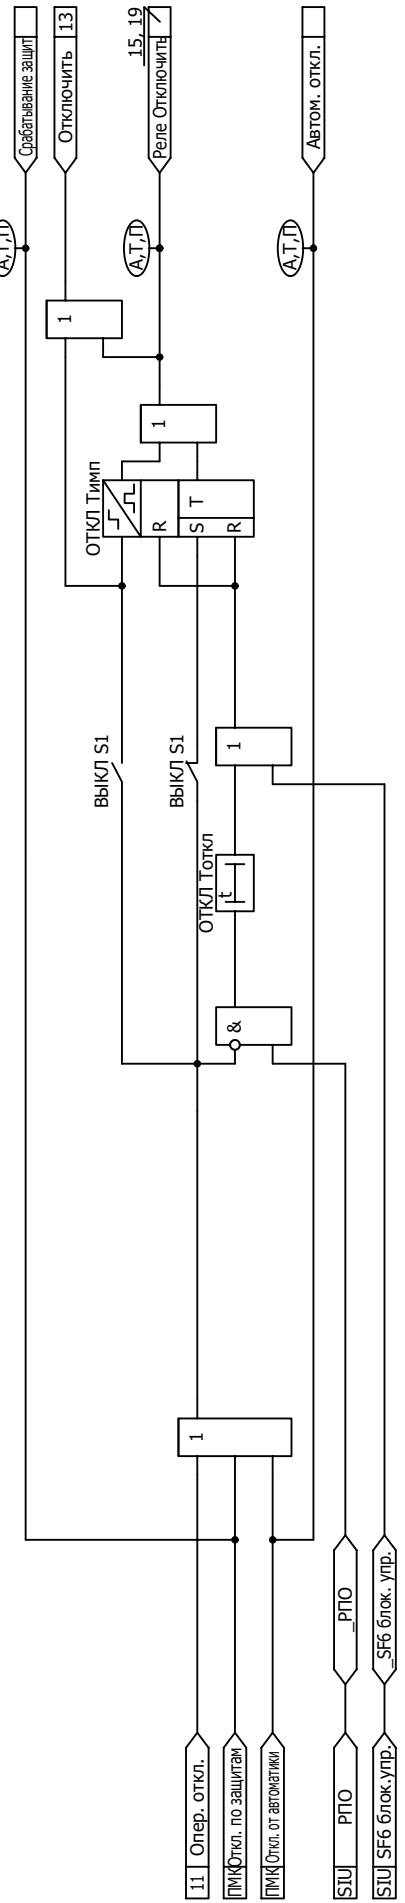 Срабатывание защит
13
Отключить
15, 19
Реле Отключить
Автом. откл.
А,Т,П
А,Т,П
А,Т,П
1
1
ОТКЛ Тимп
R
S
T
R
ВЫКЛ S1
ВЫКЛ S1
1
ОТКЛ Тоткл
t
&
1
11 Опер. откл.
ПМК Откл. по защитам
ПМК Откл. от автоматики
_РПО
_SF6 блок. упр.
SIU РПО
SIU SF6 блок.упр.